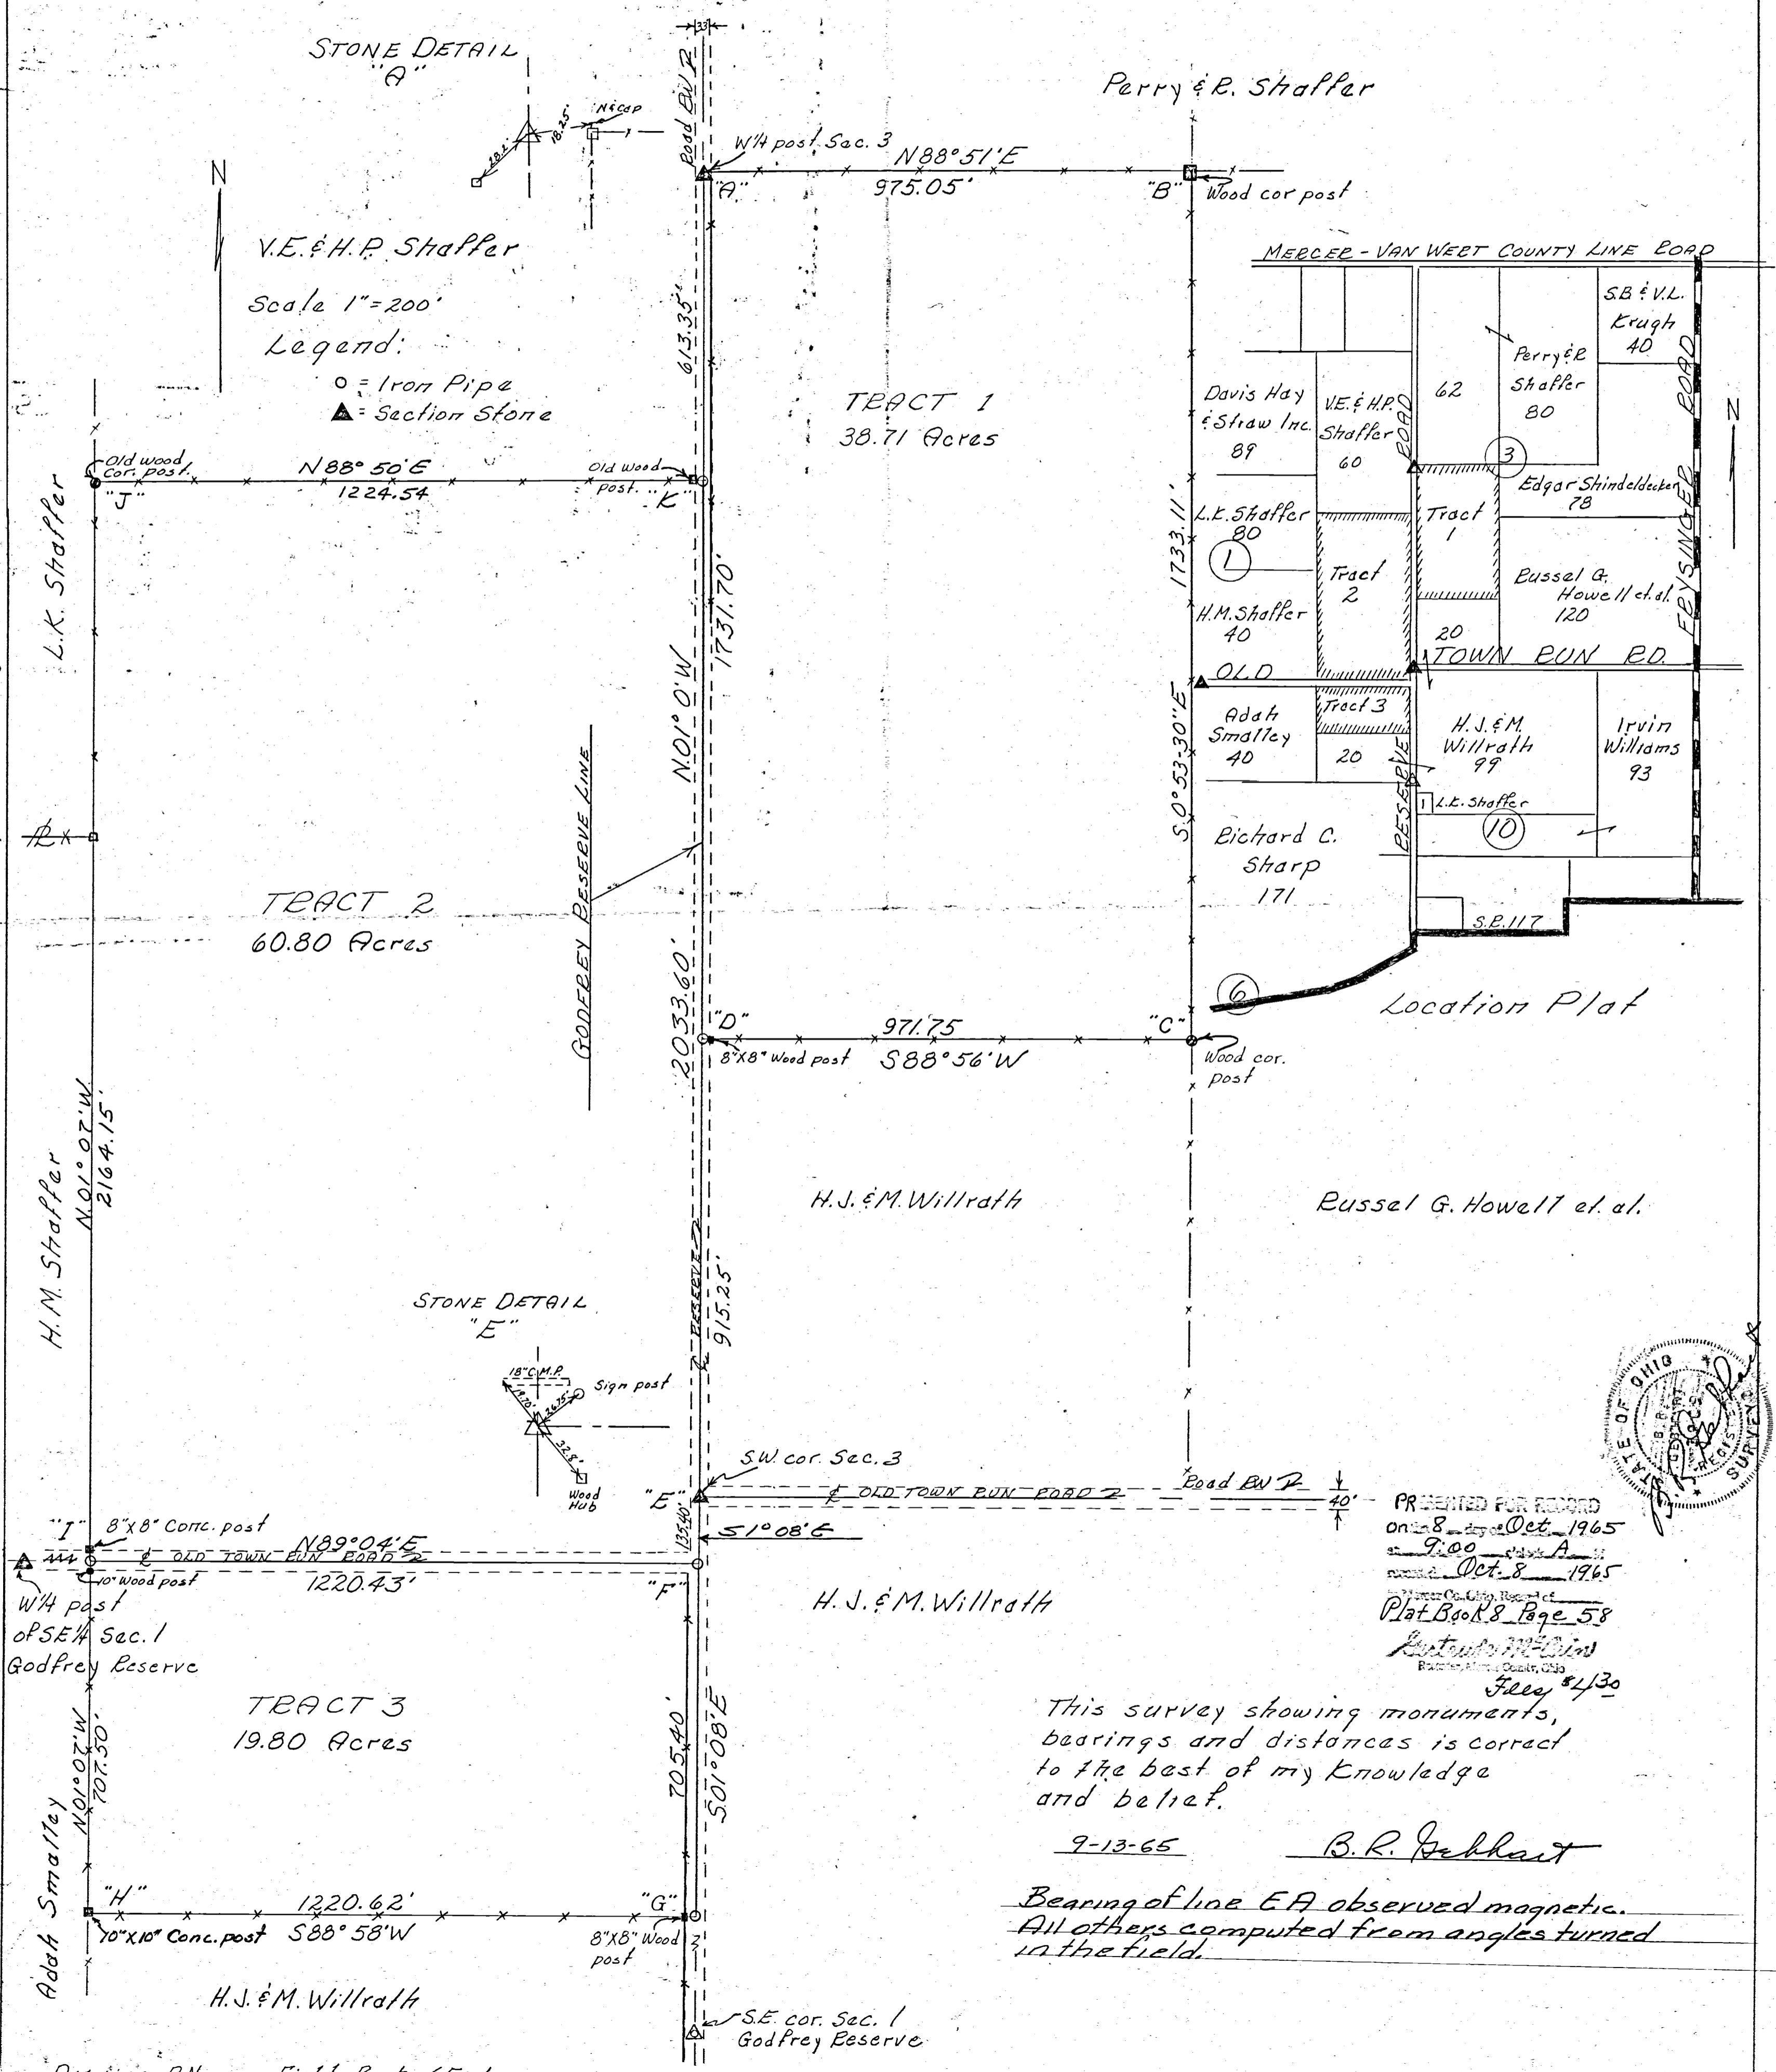 33'
STONE DETAIL
"A"
N&Cap
18.25
Road R/W
Perry & R. Shaffer
W¼ post Sec. 3
N88°51'E
"A"
975.05'
"B"
Wood cor post
N
V.E. & H.P. Shaffer
Scale 1"=200'
Legend:
o = Iron Pipe
▲ = Section Stone
613.35'
TRACT 1
38.71 Acres
MERCER - VAN WERT COUNTY LINE ROAD
S.B & V.L.
Krugh
40
Perry & R
Shaffer
80
62
Davis Hay
& Straw Inc.
89
V.E. & H.P.
Shaffer
60
ROAD
ROAD
N
3
Edgar Shindeldecker
78
L.K. Shaffer
80
Tract
1
1
Tract
2
Russel G.
Howell et.al.
120
H.M. Shaffer
40
20
FRYSINGER
OLD
TOWN RUN RD.
Adah
Smalley
40
Tract 3
20
H.J. & M.
Willrath
99
Irvin
Williams
93
RESERVE
1
L.K. Shaffer
10
Richard C.
Sharp
171
S.R. 117
6
Location Plat
Old wood
Cor. post.
"J"
N88°50'E
1224.54
Old wood
post.
"K"
L.K. Shaffer
1733.11'
S.0°53'-30"E
1731.70'
N.01°0'W
GODFREY RESERVE LINE
TRACT 2
60.80 Acres
2033.60'
"D"
971.75
"C"
8"X8" Wood post
S88°56'W
Wood cor.
post
N.01°07'W
2164.15'
H.M. Shaffer
H.J. & M. Willrath
Russel G. Howell et. al.
RESERVE
915.25'
STONE DETAIL
"E"
18"C.M.P.
Sign post
Wood
Hub
S.W. cor. Sec. 3
"E"
℄ OLD TOWN RUN ROAD
Road R/W
40'
135.40'
S1°08'E
STATE OF OHIO
SURVEYOR
"I"
8"x8" Conc. post
N89°04'E
℄ OLD TOWN RUN ROAD
10" Wood post
1220.43'
"F"
W¼ post
of SE¼ Sec. 1
Godfrey Reserve
H.J. & M. Willrath
PRESENTED FOR RECORD
on 8 Oct. 1965
9:00 A
Oct. 8 1965
Plat Book 8 Page 58
TRACT 3
19.80 Acres
N01°07'W
707.50'
705.40'
S01°08'E
Adah Smalley
This survey showing monuments,
bearings and distances is correct
to the best of my knowledge
and belief.
9-13-65
B.R. Gebhart
Bearing of line EA observed magnetic.
All others computed from angles turned
in the field.
"H"
1220.62'
"G"
10"X10" Conc. post
S88°58'W
8"X8" Wood
post
H.J. & M. Willrath
S.E. cor. Sec. 1
Godfrey Reserve